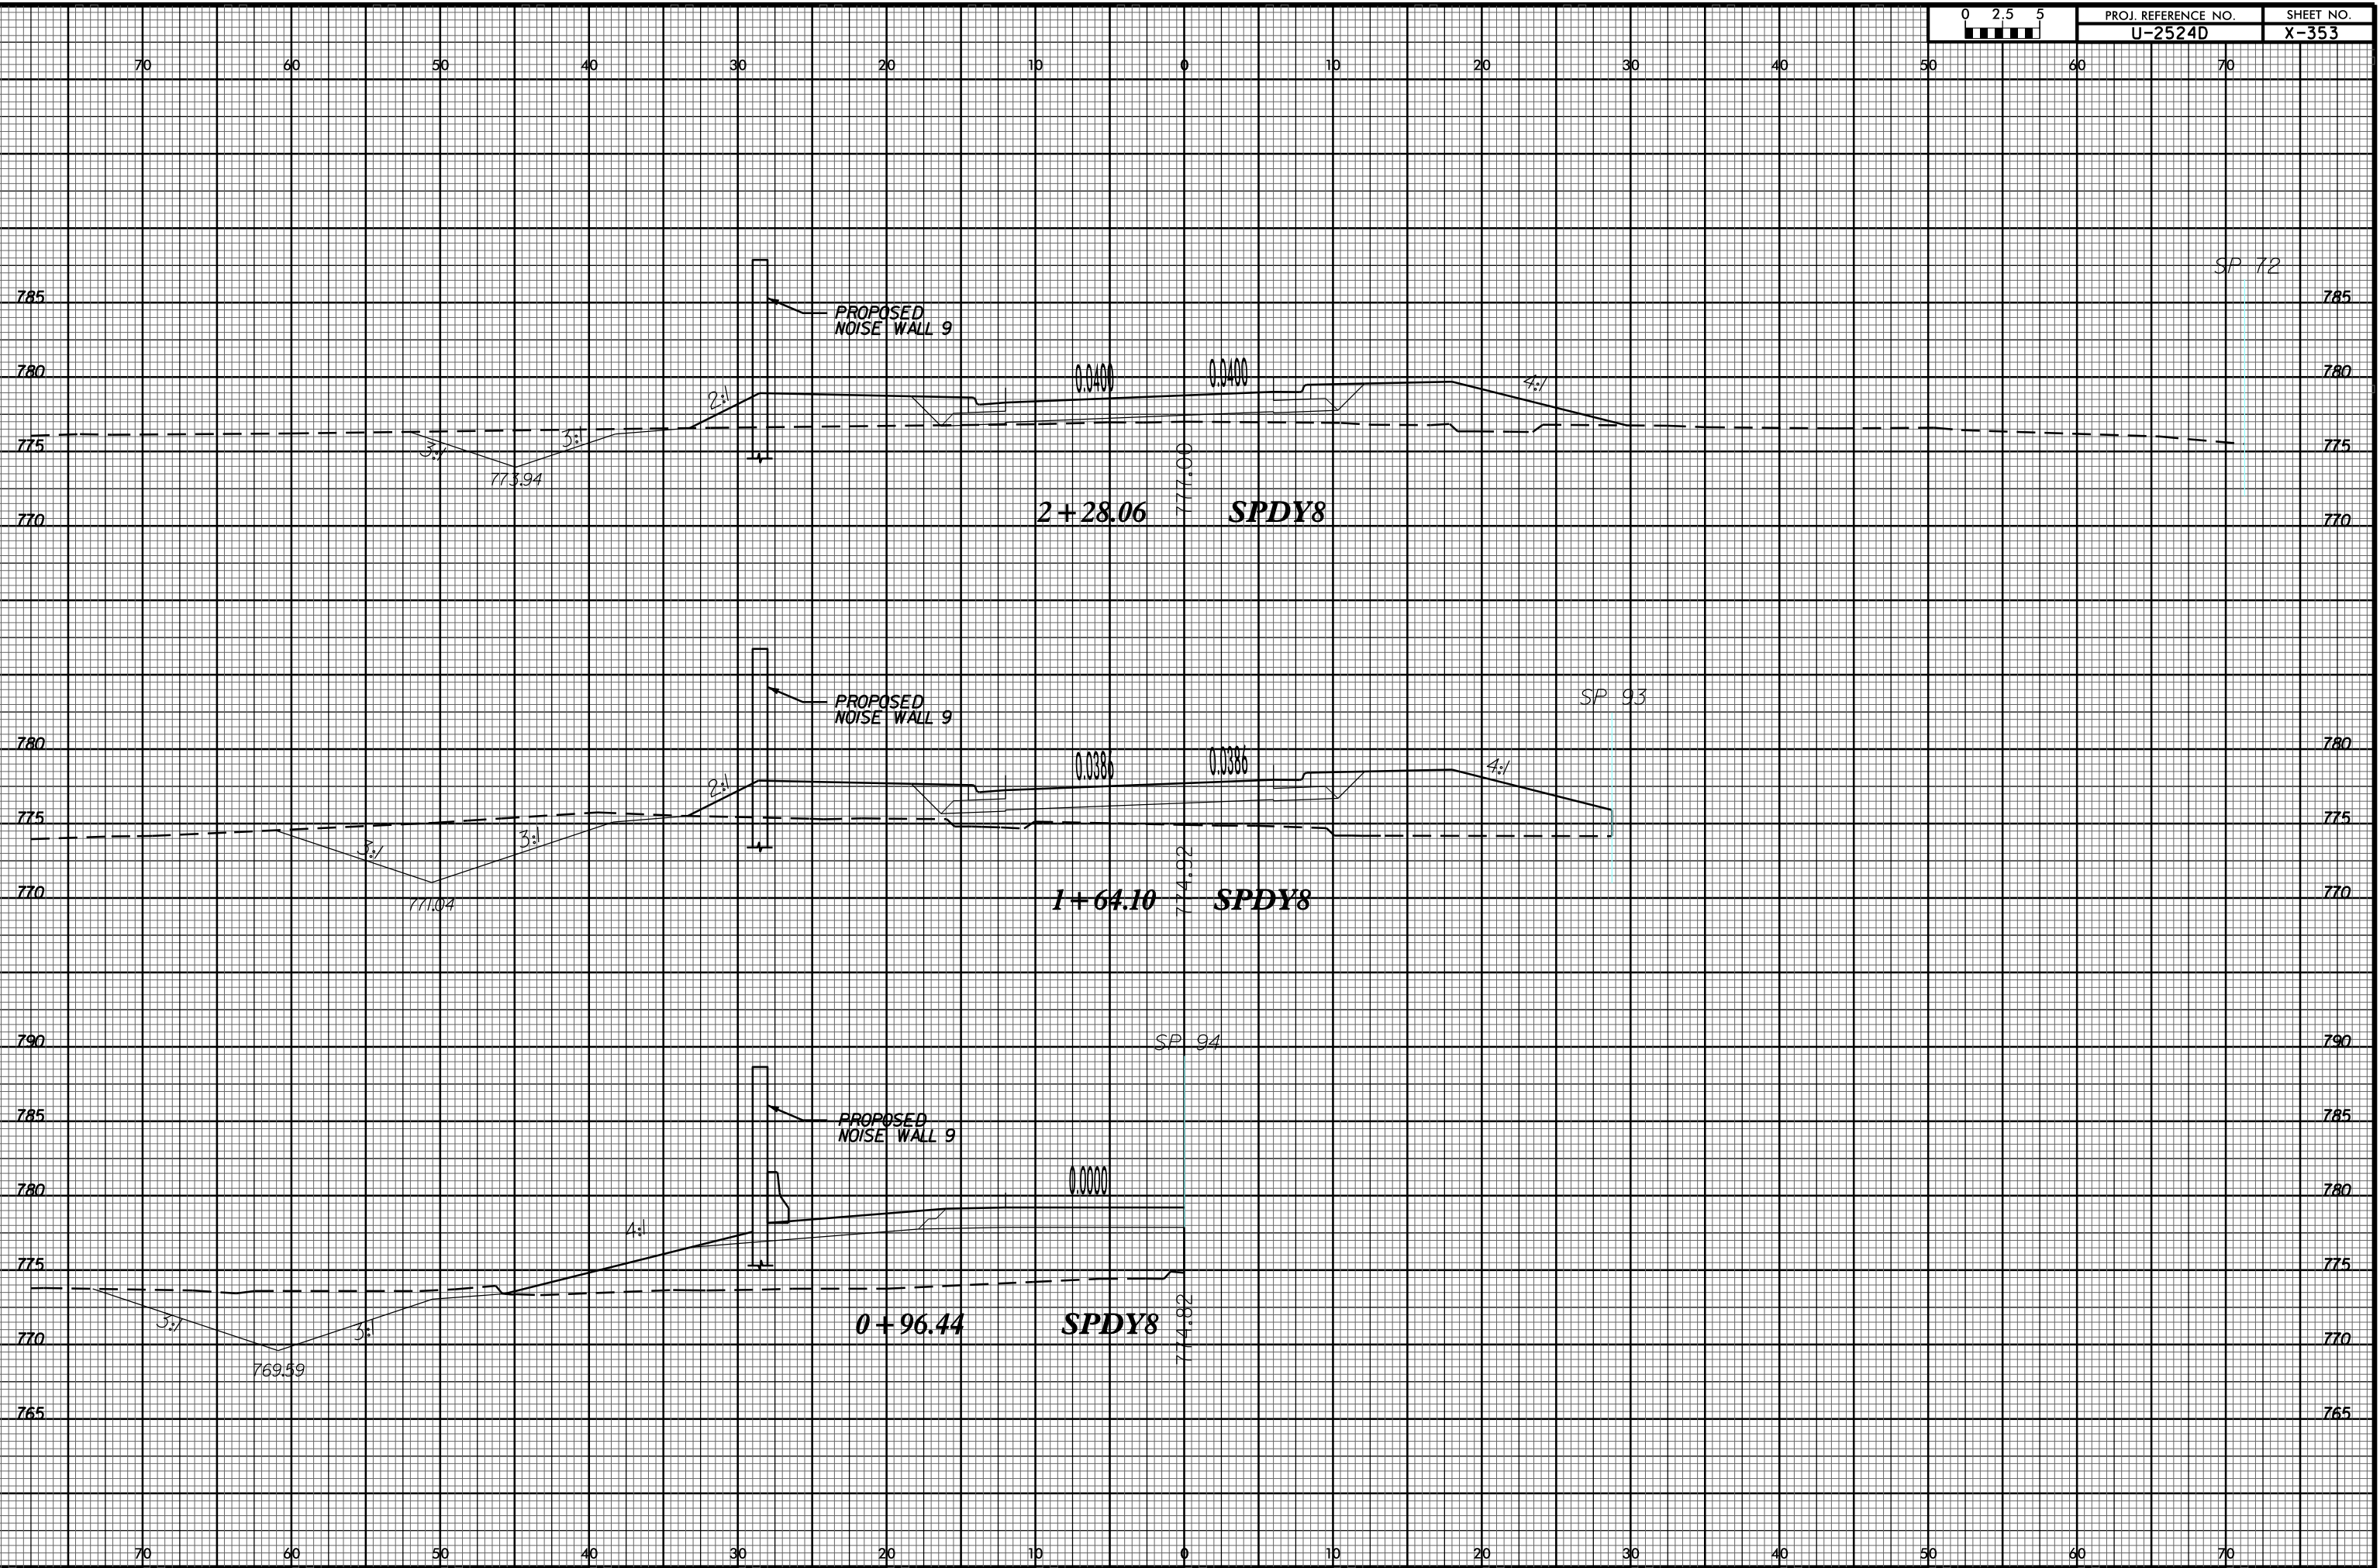 0 2.5 5
PROJ. REFERENCE NO.
SHEET NO.
U-2524D
X-353
70 60 50 40 30 20 10 0 10 20 30 40 50 60 70
SP 72
785 785
PROPOSED
NOISE WALL 9
780 0.0400 0.0400 780
2:1 4:1
775 3:1 3:1 775
773.94
777.00
770 2+28.06 SPDY8 770
SP 93
PROPOSED
NOISE WALL 9
780 780
0.0386 0.0386
2:1 4:1
775 775
3:1 3:1
774.92
770 771.04 1+64.10 SPDY8 770
790 SP 94 790
785 785
PROPOSED
NOISE WALL 9
780 0.0000 780
4:1
775 775
774.82
3:1 3: 0+96.44 SPDY8
770 770
769.59
765 765
70 60 50 40 30 20 10 0 10 20 30 40 50 60 70